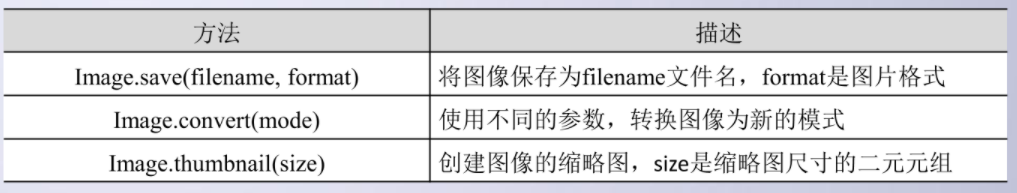 方法 描述
Image.save(filename, format) 将图像保存为filename文件名，format是图片格式
Image.convert(mode) 使用不同的参数，转换图像为新的模式
Image.thumbnail(size) 创建图像的缩略图，size是缩略图尺寸的二元元组